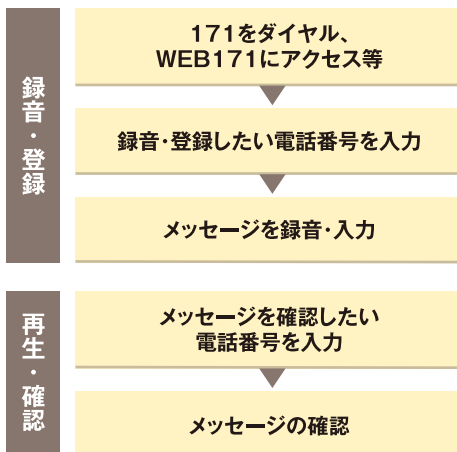 録音・登録
171をダイヤル、
WEB171にアクセス等
録音・登録したい電話番号を入力
メッセージを録音・入力
再生・確認
メッセージを確認したい
電話番号を入力
メッセージの確認